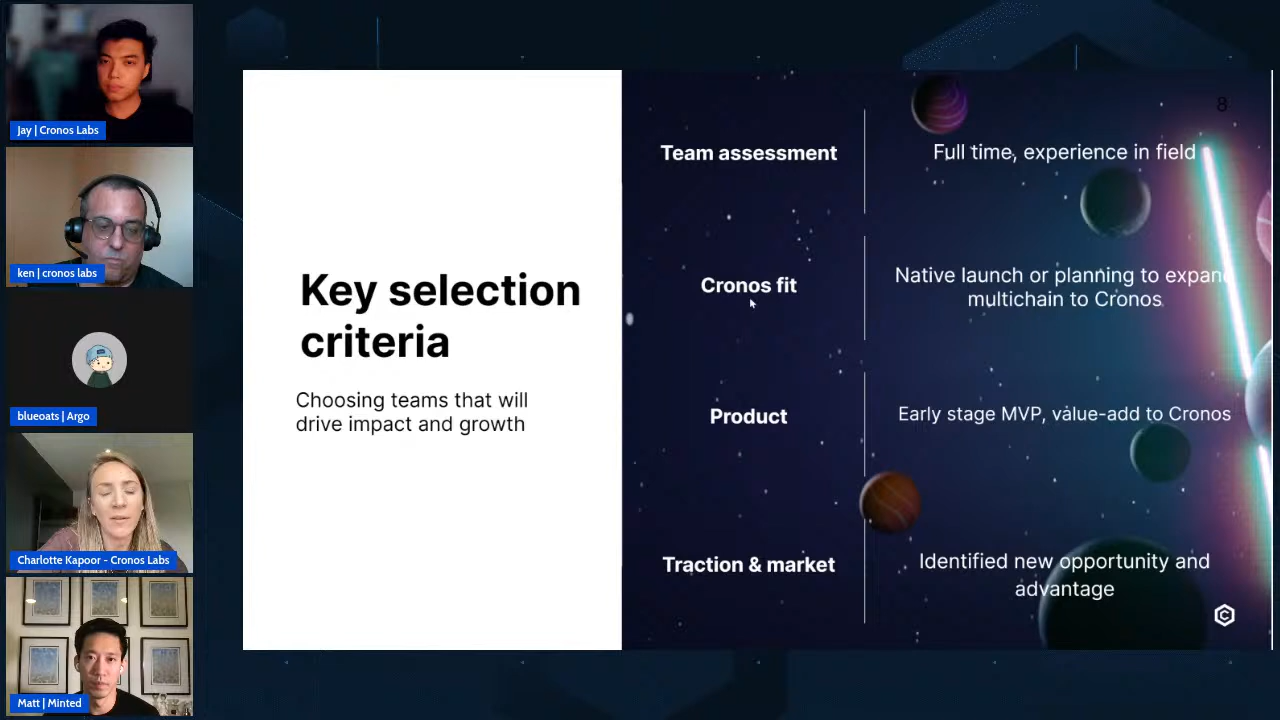 Jay | Cronos Labs
ken | cronos labs
blueoats | Argo
Charlotte Kapoor - Cronos Labs
Matt | Minted
Key selection
criteria
Choosing teams that will
drive impact and growth
8
Team assessment
Full time, experience in field
Cronos fit
Native launch or planning to expand
multichain to Cronos
Product
Early stage MVP, value-add to Cronos
Traction & market
Identified new opportunity and
advantage